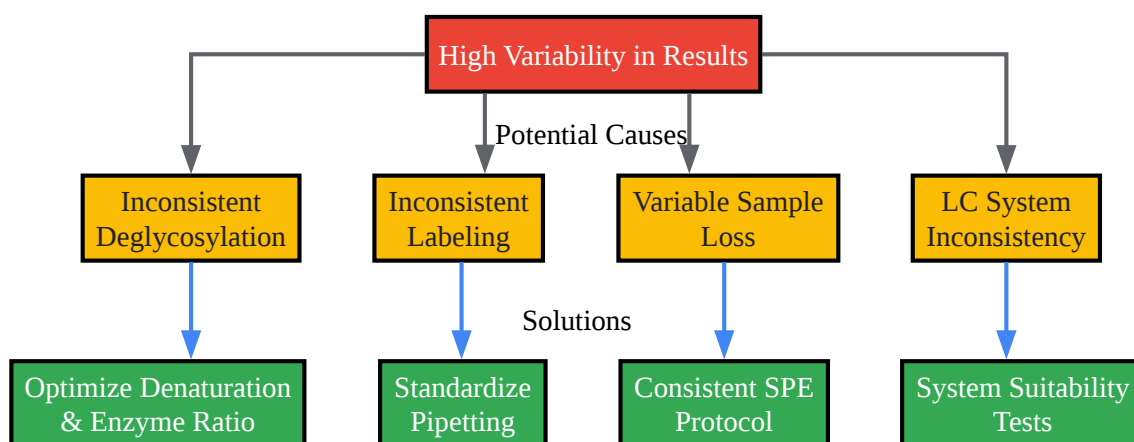 High Variability in Results
Potential Causes
Inconsistent
Deglycosylation
Inconsistent
Labeling
Variable Sample
Loss
LC System
Inconsistency
Solutions
Optimize Denaturation
& Enzyme Ratio
Standardize
Pipetting
Consistent SPE
Protocol
System Suitability
Tests